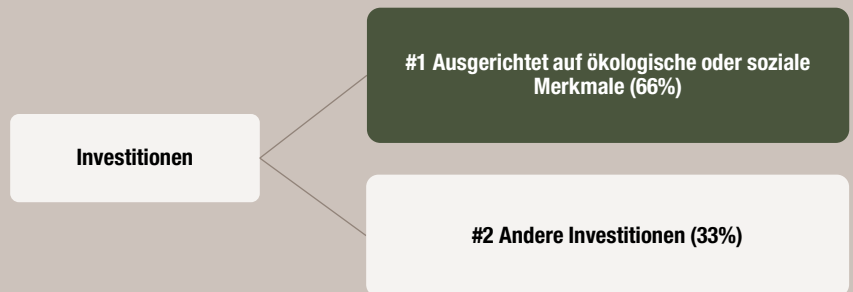 #1 Ausgerichtet auf ökologische oder soziale
Merkmale (66%)
Investitionen
#2 Andere Investitionen (33%)